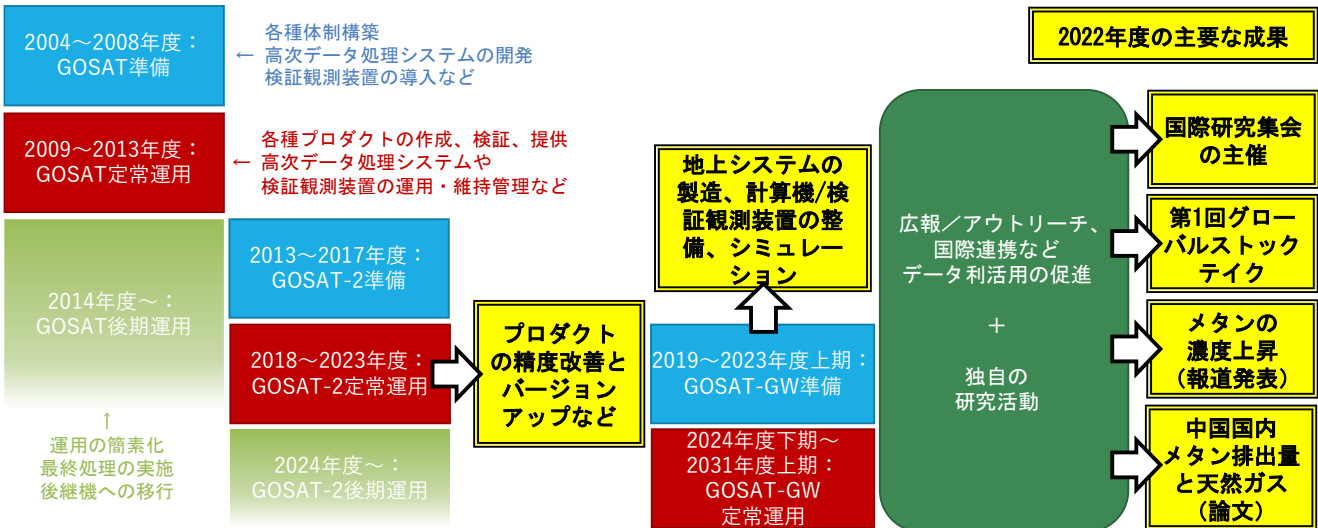 2004～2008年度：
GOSAT準備
各種体制構築
← 高次データ処理システムの開発
検証観測装置の導入など
2009～2013年度：
GOSAT定常運用
各種プロダクトの作成、検証、提供
← 高次データ処理システムや
検証観測装置の運用・維持管理など
2014年度～：
GOSAT後期運用
↑
運用の簡素化
最終処理の実施
後継機への移行
2013～2017年度：
GOSAT-2準備
2018～2023年度：
GOSAT-2定常運用
2024年度～：
GOSAT-2後期運用
プロダクト
の精度改善と
バージョン
アップなど
地上システムの
製造、計算機/検
証観測装置の整
備、シミュレー
ション
2019～2023年度上期：
GOSAT-GW準備
2024年度下期～
2031年度上期：
GOSAT-GW
定常運用
広報／アウトリーチ、
国際連携など
データ利活用の促進
＋
独自の
研究活動
2022年度の主要な成果
国際研究集会
の主催
第1回グロー
バルストック
テイク
メタンの
濃度上昇
（報道発表）
中国国内
メタン排出量
と天然ガス
（論文）